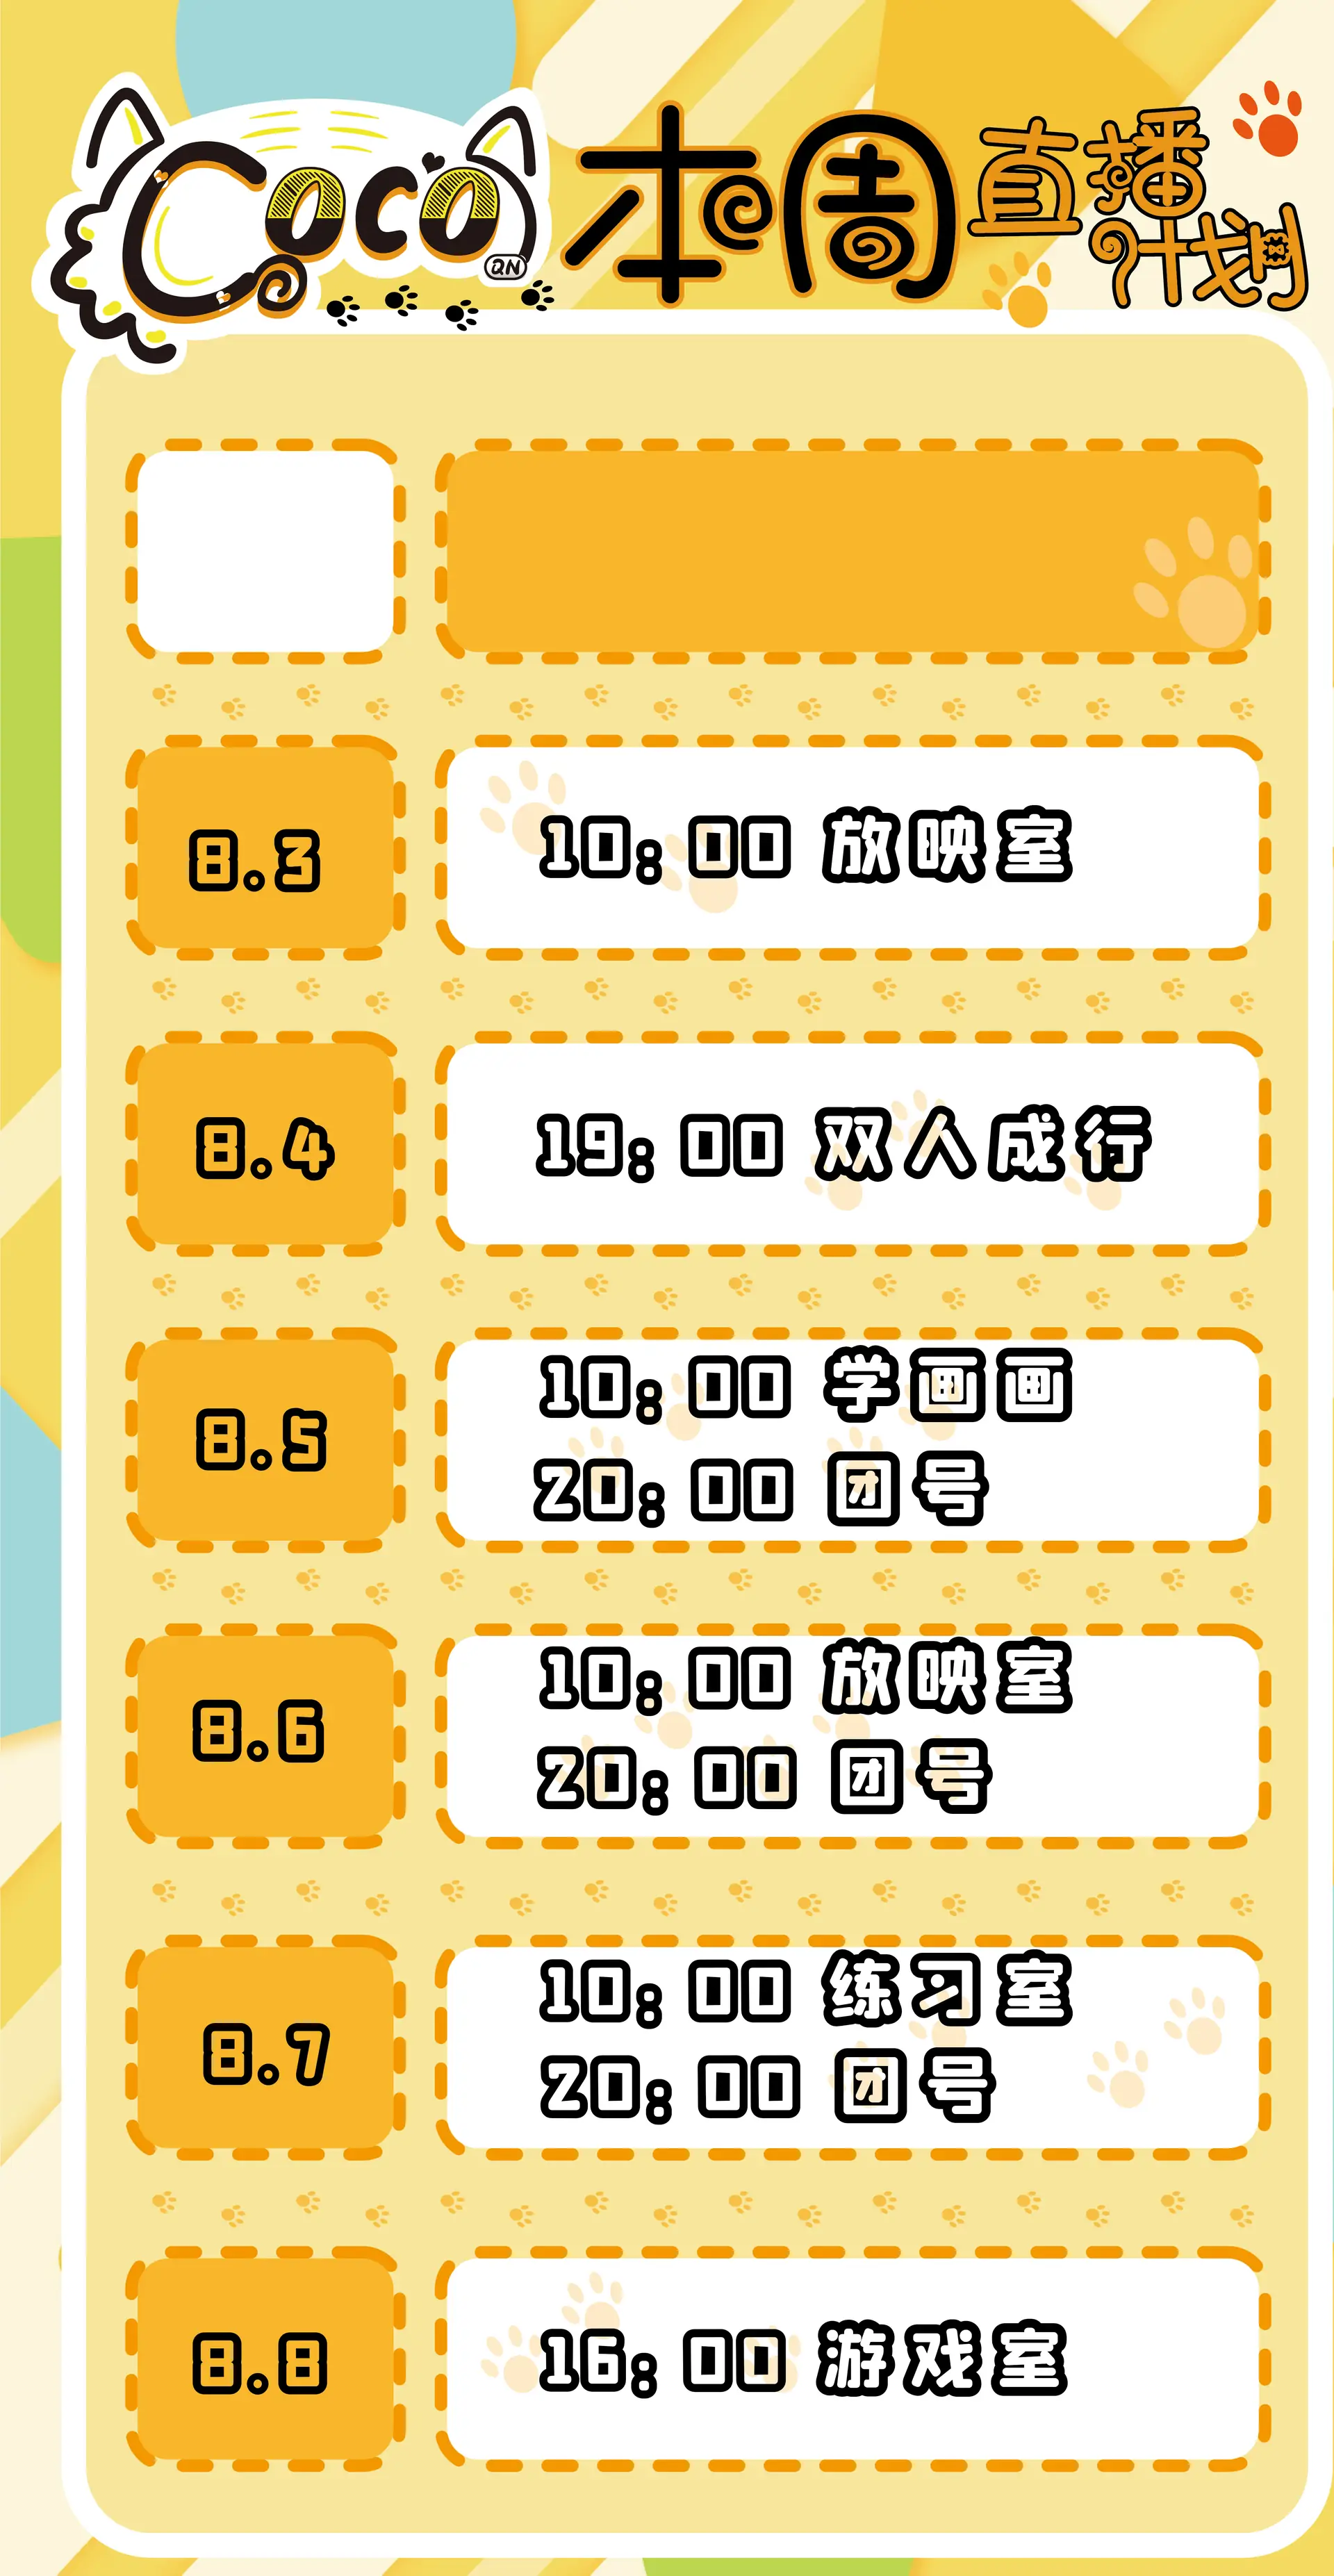 Coco
QN
本周
直播
计划
8.3
10:00 放映室
8.4
19:00 双人成行
8.5
10:00 学画画
20:00 团号
8.6
10:00 放映室
20:00 团号
8.7
10:00 练习室
20:00 团号
8.8
16:00 游戏室